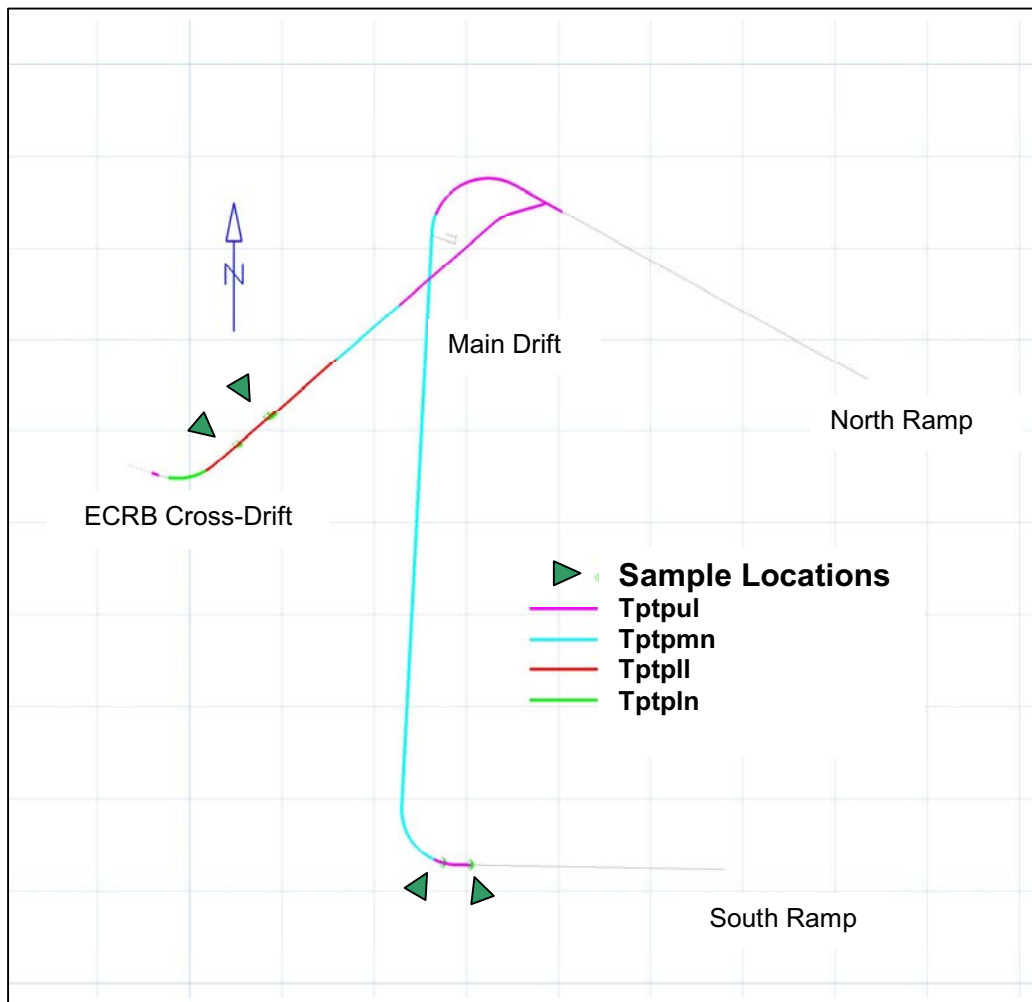 N
Main Drift
North Ramp
ECRB Cross-Drift
Sample Locations
Tptpul
Tptpmn
Tptpll
Tptpln
South Ramp